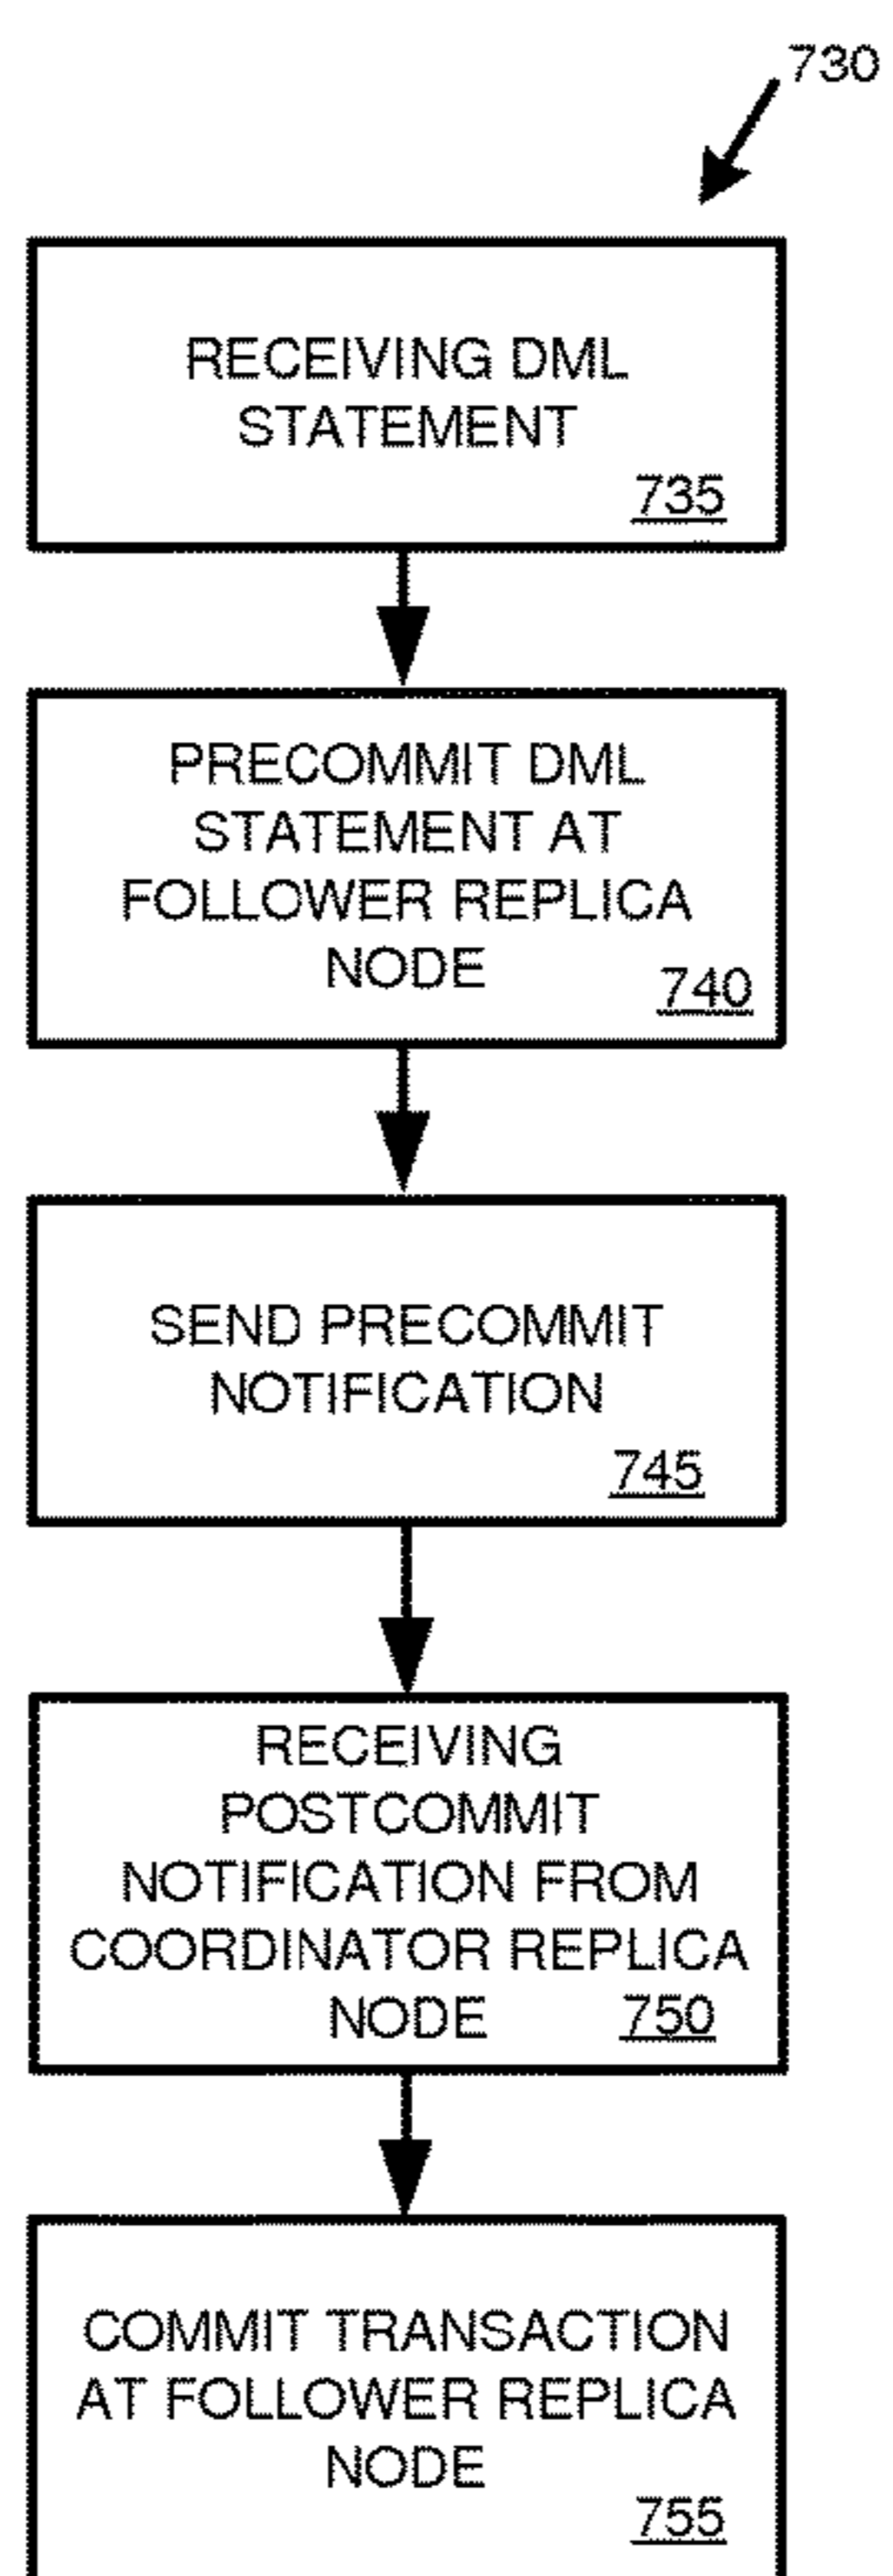 730
RECEIVING DML
STATEMENT
735
PRECOMMIT DML
STATEMENT AT
FOLLOWER REPLICA
NODE
740
SEND PRECOMMIT
NOTIFICATION
745
RECEIVING
POSTCOMMIT
NOTIFICATION FROM
COORDINATOR REPLICA
NODE 750
COMMIT TRANSACTION
AT FOLLOWER REPLICA
NODE
755